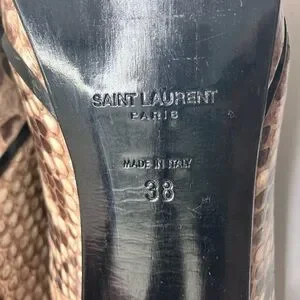 SAINT LAURENT
PARIS
MADE IN ITALY
38